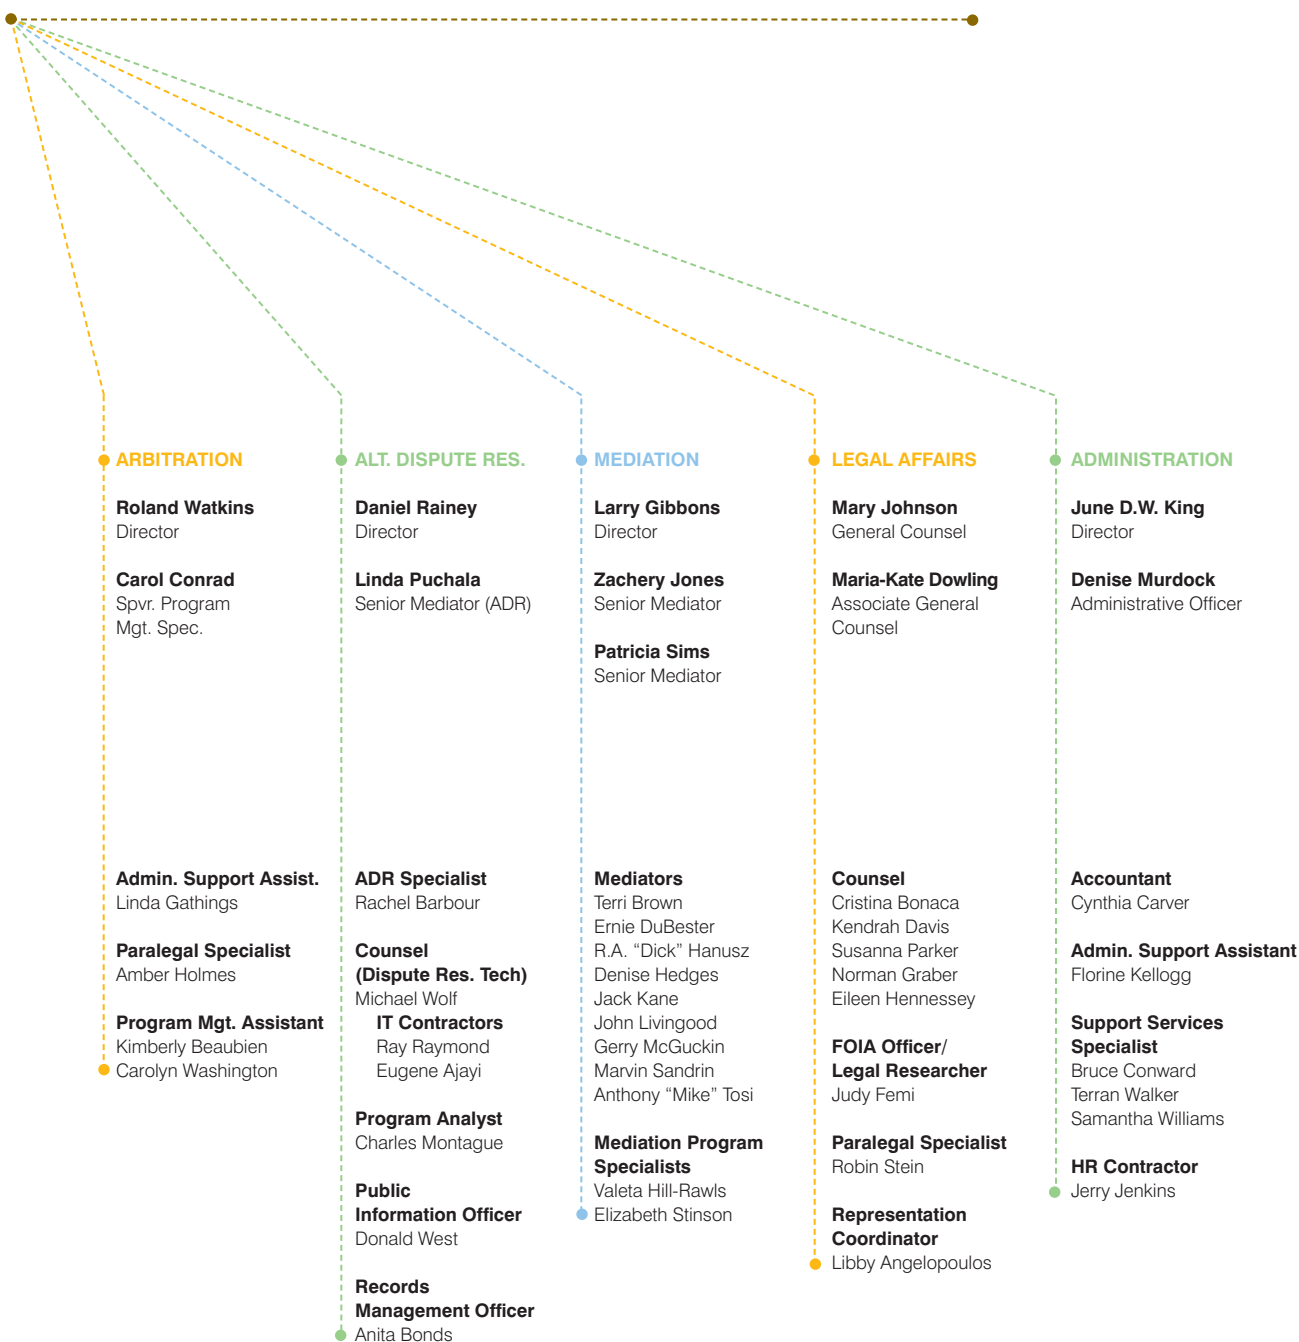 ARBITRATION
Roland Watkins
Director
Carol Conrad
Spvr. Program
Mgt. Spec.
Admin. Support Assist.
Linda Gathings
Paralegal Specialist
Amber Holmes
Program Mgt. Assistant
Kimberly Beaubien
Carolyn Washington
ALT. DISPUTE RES.
Daniel Rainey
Director
Linda Puchala
Senior Mediator (ADR)
ADR Specialist
Rachel Barbour
Counsel
(Dispute Res. Tech)
Michael Wolf
IT Contractors
Ray Raymond
Eugene Ajayi
Program Analyst
Charles Montague
Public
Information Officer
Donald West
Records
Management Officer
Anita Bonds
MEDIATION
Larry Gibbons
Director
Zachery Jones
Senior Mediator
Patricia Sims
Senior Mediator
Mediators
Terri Brown
Ernie DuBester
R.A. “Dick” Hanusz
Denise Hedges
Jack Kane
John Livingood
Gerry McGuckin
Marvin Sandrin
Anthony “Mike” Tosi
Mediation Program
Specialists
Valeta Hill-Rawls
Elizabeth Stinson
LEGAL AFFAIRS
Mary Johnson
General Counsel
Maria-Kate Dowling
Associate General
Counsel
Counsel
Cristina Bonaca
Kendrah Davis
Susanna Parker
Norman Graber
Eileen Hennessey
FOIA Officer/
Legal Researcher
Judy Femi
Paralegal Specialist
Robin Stein
Representation
Coordinator
Libby Angelopoulos
ADMINISTRATION
June D.W. King
Director
Denise Murdock
Administrative Officer
Accountant
Cynthia Carver
Admin. Support Assistant
Florine Kellogg
Support Services
Specialist
Bruce Conward
Terran Walker
Samantha Williams
HR Contractor
Jerry Jenkins